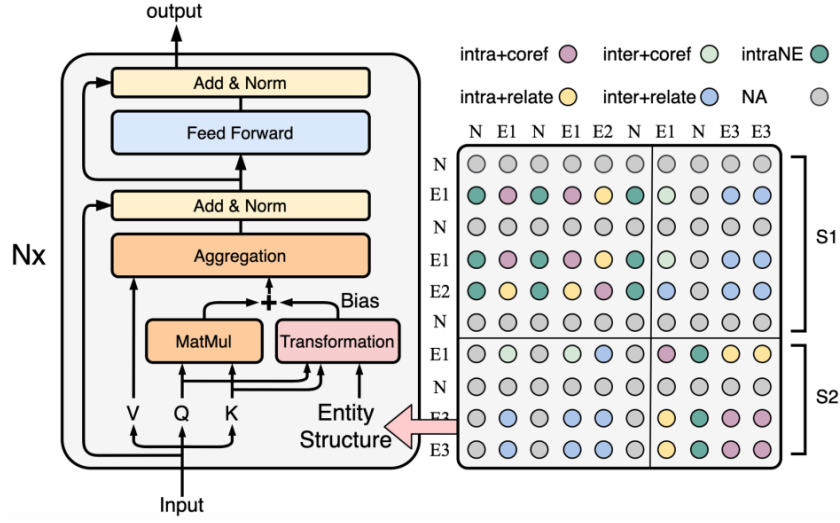 output
Add & Norm
Feed Forward
Add & Norm
Aggregation
Nx
+
Bias
MatMul
Transformation
V
Q
K
Entity
Structure
Input
intra+coref
inter+coref
intraNE
intra+relate
inter+relate
NA
N E1 N E1 E2 N E1 N E3 E3
N
E1
N
E1
E2
N
E1
N
E3
E3
S1
S2